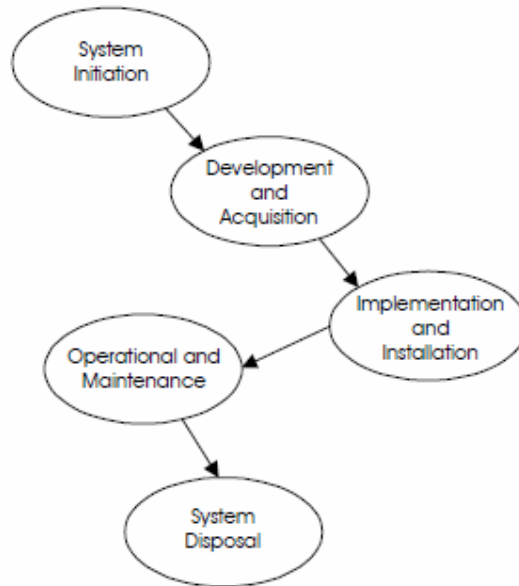 System
Initiation
Development
and
Acquisition
Implementation
and
Installation
Operational and
Maintenance
System
Disposal